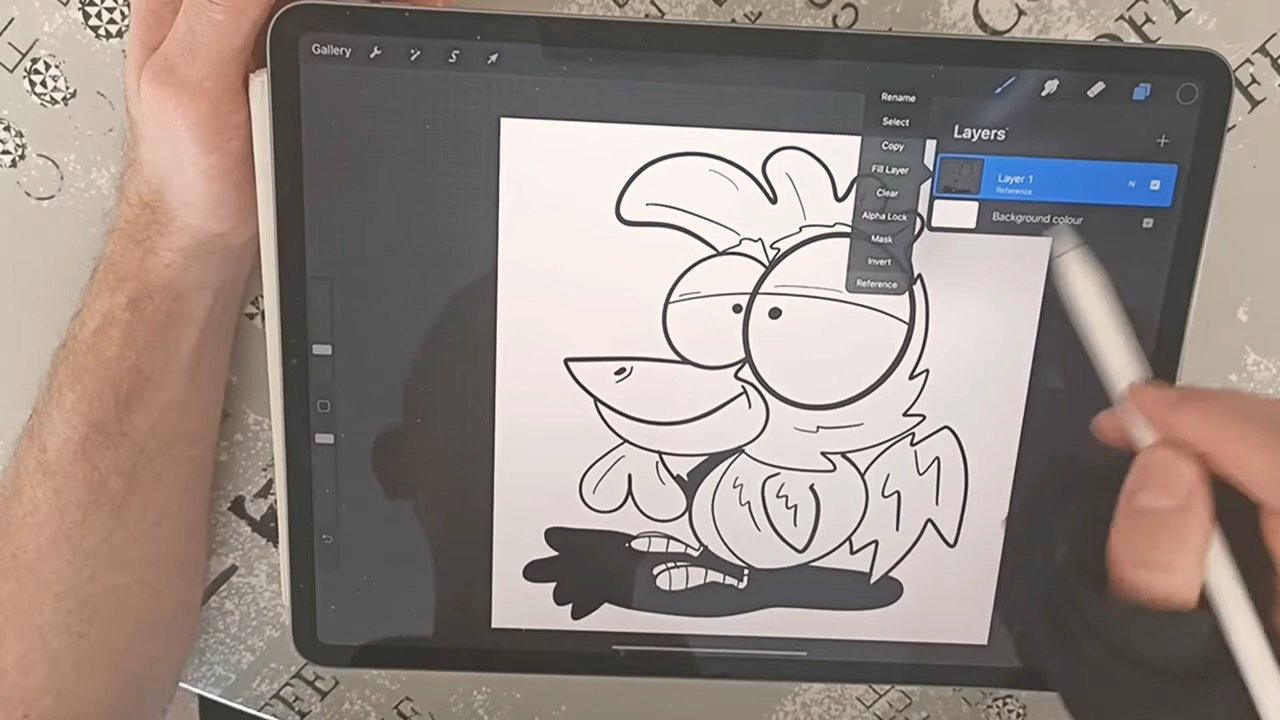 Gallery
Rename
Select
Copy
Fill Layer
Clear
Alpha Lock
Mask
Invert
Reference
Layers
Layer 1
N
Reference
Background colour